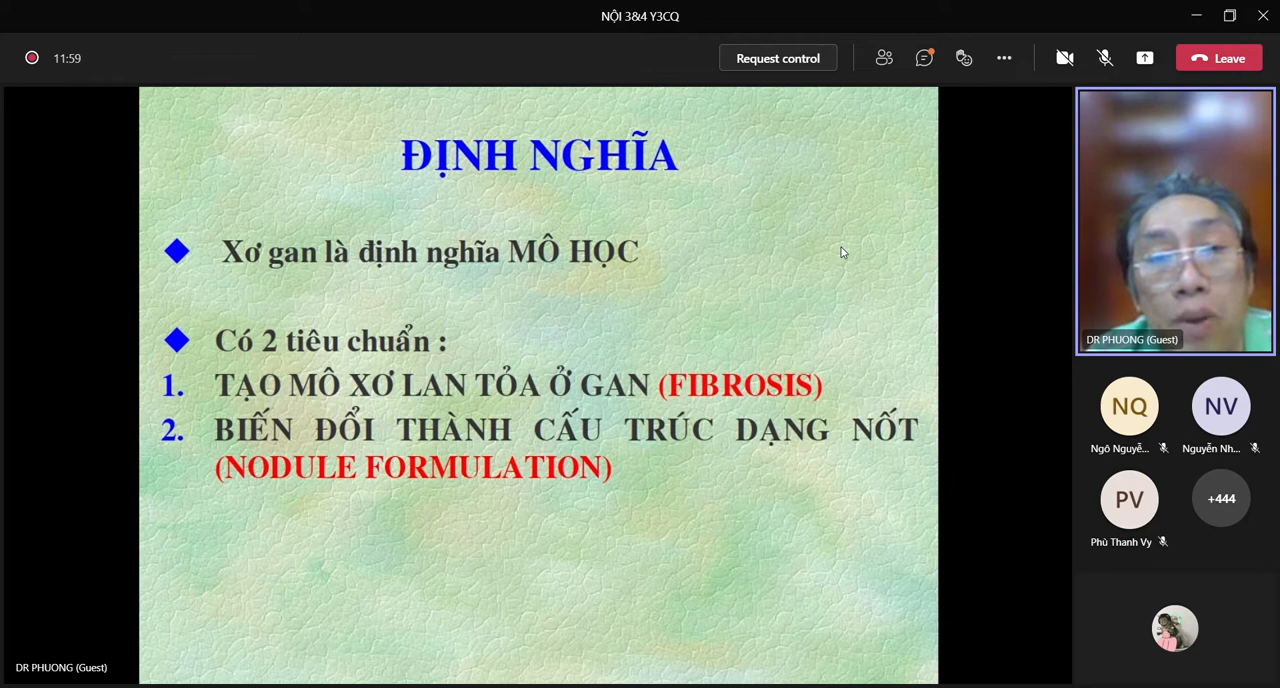 NỘI 3&4 Y3CQ
11:59
Request control
Leave
ĐỊNH NGHĨA
Xơ gan là định nghĩa MÔ HỌC
Có 2 tiêu chuẩn :
1. TẠO MÔ XƠ LAN TỎA Ở GAN (FIBROSIS)
2. BIẾN ĐỔI THÀNH CẤU TRÚC DẠNG NỐT
(NODULE FORMULATION)
DR PHUONG (Guest)
DR PHUONG (Guest)
NQ
NV
Ngô Nguyễ...
Nguyễn Nh...
PV
+444
Phù Thanh Vy